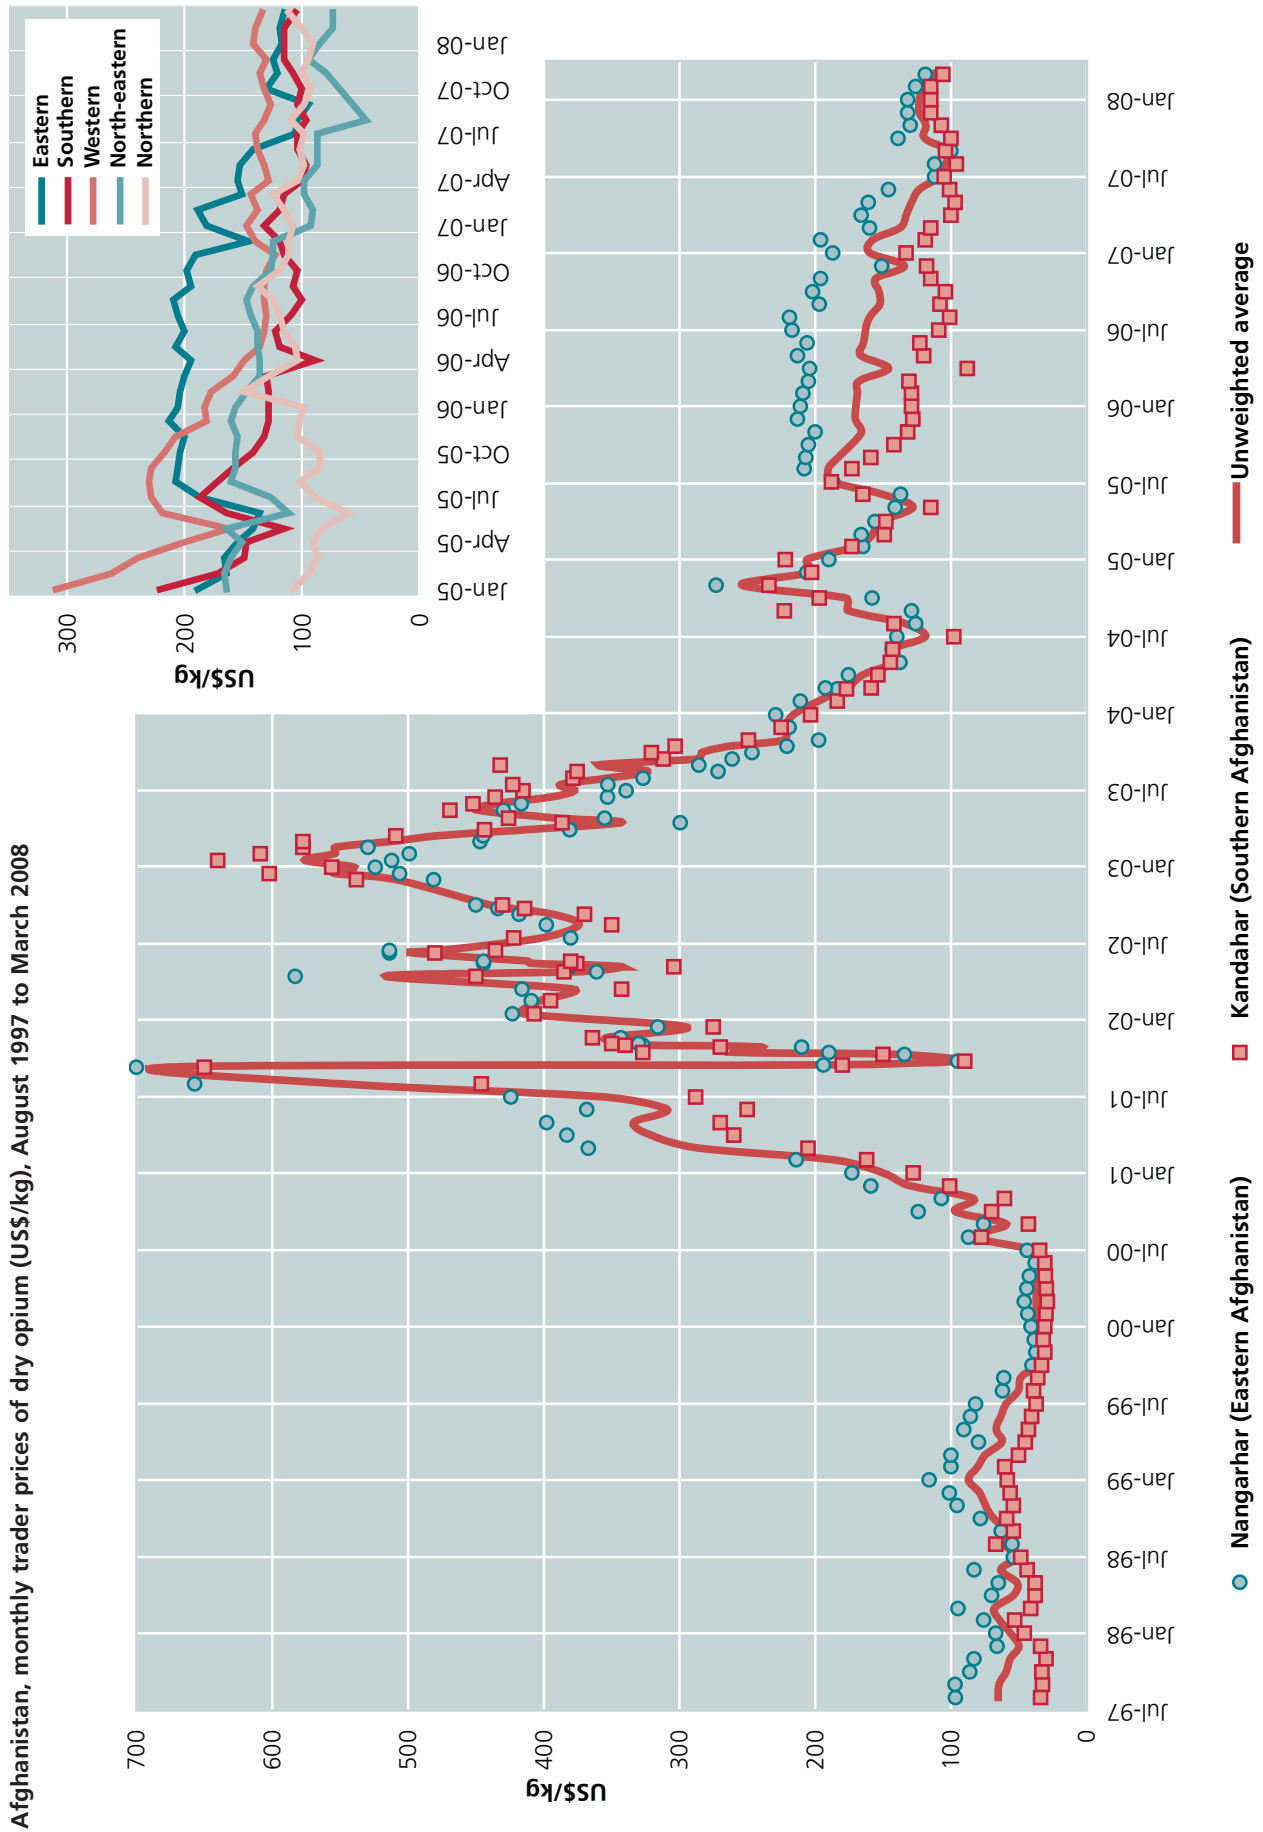 Afghanistan, monthly trader prices of dry opium (US$/kg), August 1997 to March 2008
US$/kg
700
600
500
400
300
200
100
0
Jul-97
Jan-98
Jul-98
Jan-99
Jul-99
Jan-00
Jul-00
Jan-01
Jul-01
Jan-02
Jul-02
Jan-03
Jul-03
Jan-04
Jul-04
Jan-05
Jul-05
Jan-06
Jul-06
Jan-07
Jul-07
Jan-08
US$/kg
300
200
100
0
Jan-05
Apr-05
Jul-05
Oct-05
Jan-06
Apr-06
Jul-06
Oct-06
Jan-07
Apr-07
Jul-07
Oct-07
Jan-08
Eastern
Southern
Western
North-eastern
Northern
Nangarhar (Eastern Afghanistan)
Kandahar (Southern Afghanistan)
Unweighted average